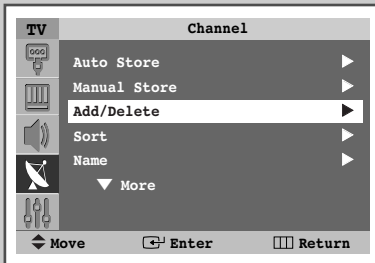 TV Channel
Auto Store
Manual Store
Add/Delete
Sort
Name
▼ More
Move Enter Return